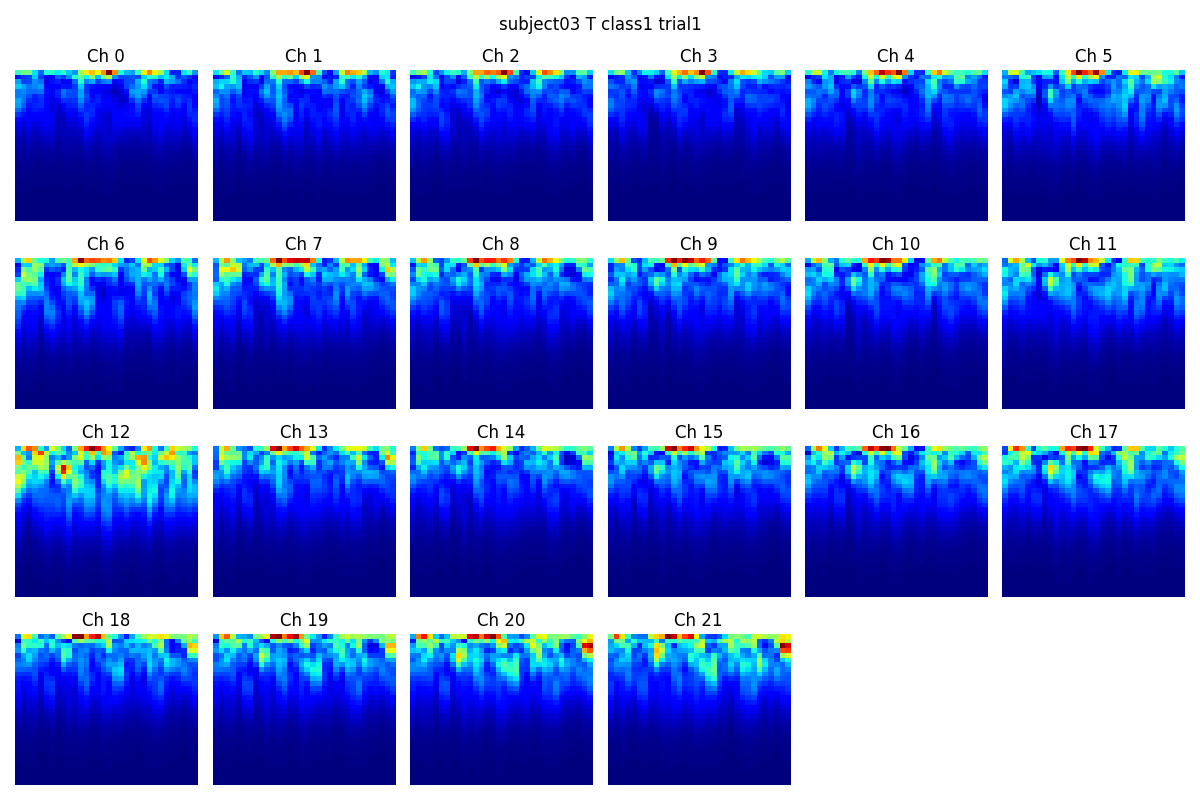 subject03 T class1 trial1
Ch 0 Ch 1 Ch 2 Ch 3 Ch 4 Ch 5
Ch 6 Ch 7 Ch 8 Ch 9 Ch 10 Ch 11
Ch 12 Ch 13 Ch 14 Ch 15 Ch 16 Ch 17
Ch 18 Ch 19 Ch 20 Ch 21